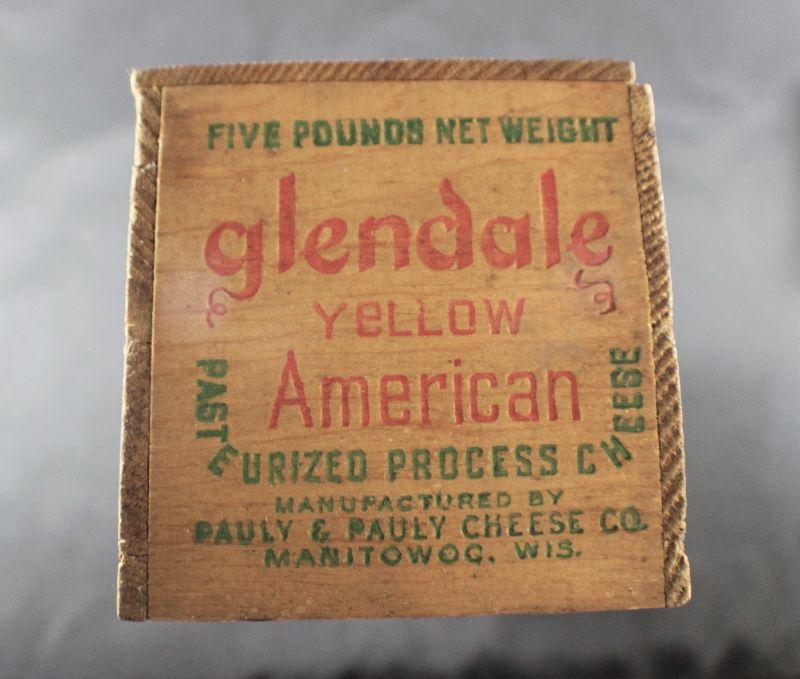 FIVE POUNDS NET WEIGHT
glendale
YELLOW
American
PASTEURIZED PROCESS CHEESE
MANUFACTURED BY
PAULY & PAULY CHEESE CO.
MANITOWOC, WIS.